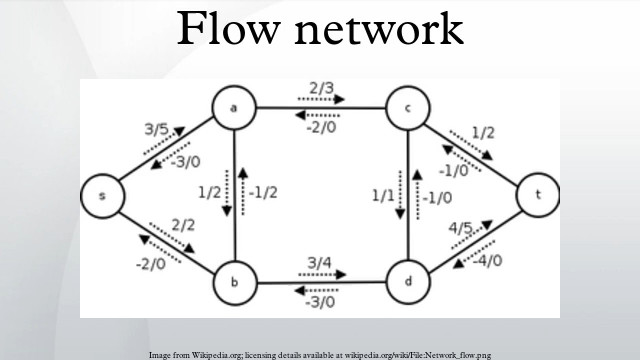 Flow network
2/3
a
c
-2/0
3/5
1/2
-3/0
-1/0
s
1/2
-1/2
1/1
-1/0
t
2/2
4/5
-2/0
3/4
-4/0
b
d
-3/0
Image from Wikipedia.org; licensing details available at wikipedia.org/wiki/File:Network_flow.png